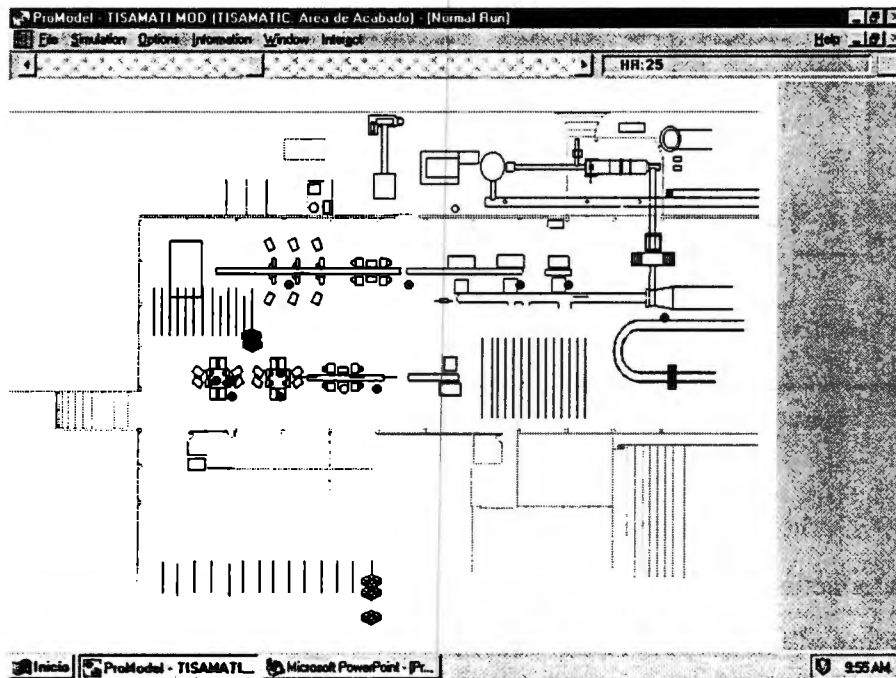 ProModel - TISAMATI.MOD (TISAMATIC. Area de Acabado) - [Normal Run]
File Simulation Options Information Window Interact Help
HR:25
Inicio ProModel - TISAMATI... Microsoft PowerPoint - [Pr... 9:55 AM